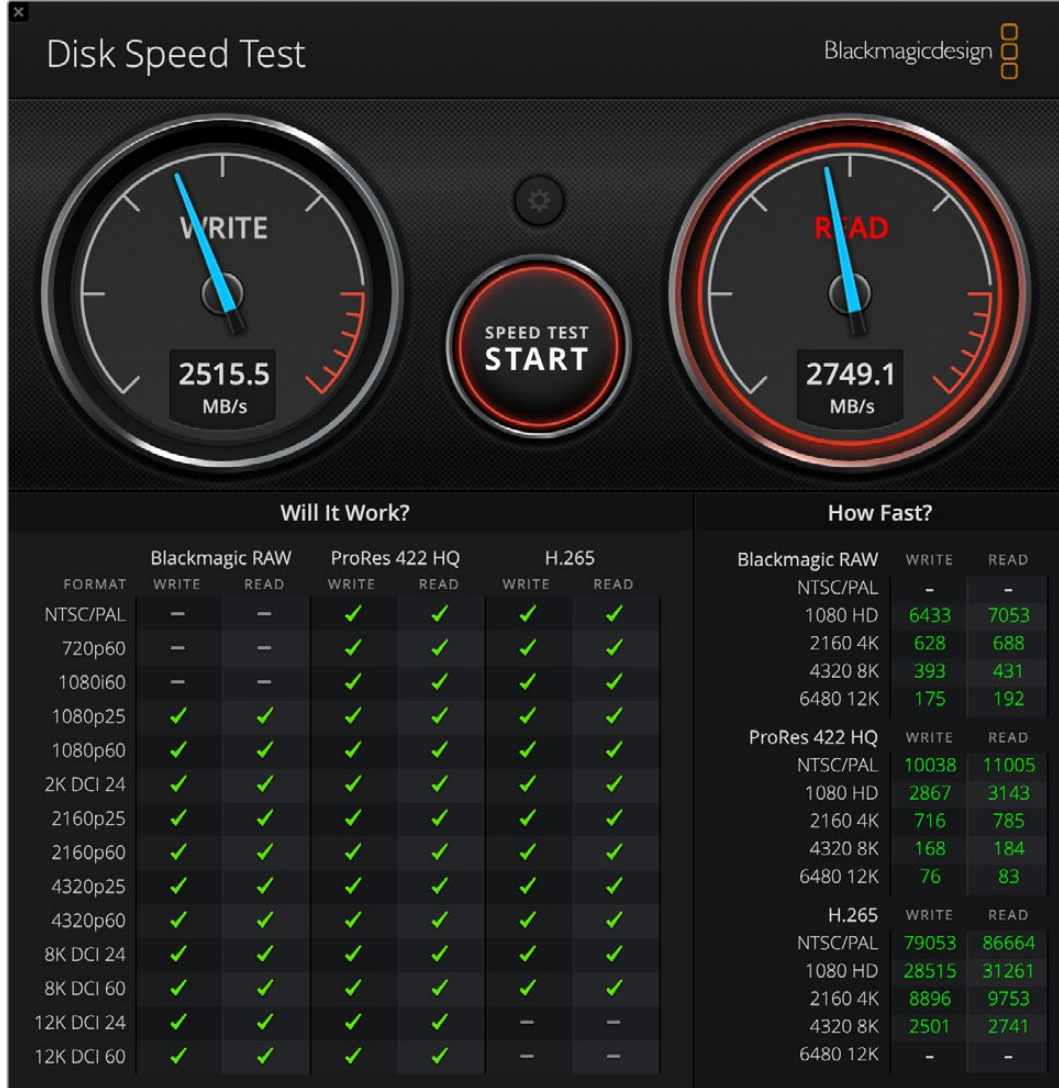 Disk Speed Test
Blackmagicdesign
WRITE
2515.5
MB/s
SPEED TEST
START
READ
2749.1
MB/s
Will It Work?
Blackmagic RAW ProRes 422 HQ H.265
FORMAT WRITE READ WRITE READ WRITE READ
NTSC/PAL – – ✓ ✓ ✓ ✓
720p60 – – ✓ ✓ ✓ ✓
1080i60 – – ✓ ✓ ✓ ✓
1080p25 ✓ ✓ ✓ ✓ ✓ ✓
1080p60 ✓ ✓ ✓ ✓ ✓ ✓
2K DCI 24 ✓ ✓ ✓ ✓ ✓ ✓
2160p25 ✓ ✓ ✓ ✓ ✓ ✓
2160p60 ✓ ✓ ✓ ✓ ✓ ✓
4320p25 ✓ ✓ ✓ ✓ ✓ ✓
4320p60 ✓ ✓ ✓ ✓ ✓ ✓
8K DCI 24 ✓ ✓ ✓ ✓ ✓ ✓
8K DCI 60 ✓ ✓ ✓ ✓ ✓ ✓
12K DCI 24 ✓ ✓ ✓ ✓ – –
12K DCI 60 ✓ ✓ ✓ ✓ – –
How Fast?
Blackmagic RAW WRITE READ
NTSC/PAL - -
1080 HD 6433 7053
2160 4K 628 688
4320 8K 393 431
6480 12K 175 192
ProRes 422 HQ WRITE READ
NTSC/PAL 10038 11005
1080 HD 2867 3143
2160 4K 716 785
4320 8K 168 184
6480 12K 76 83
H.265 WRITE READ
NTSC/PAL 79053 86664
1080 HD 28515 31261
2160 4K 8896 9753
4320 8K 2501 2741
6480 12K - -